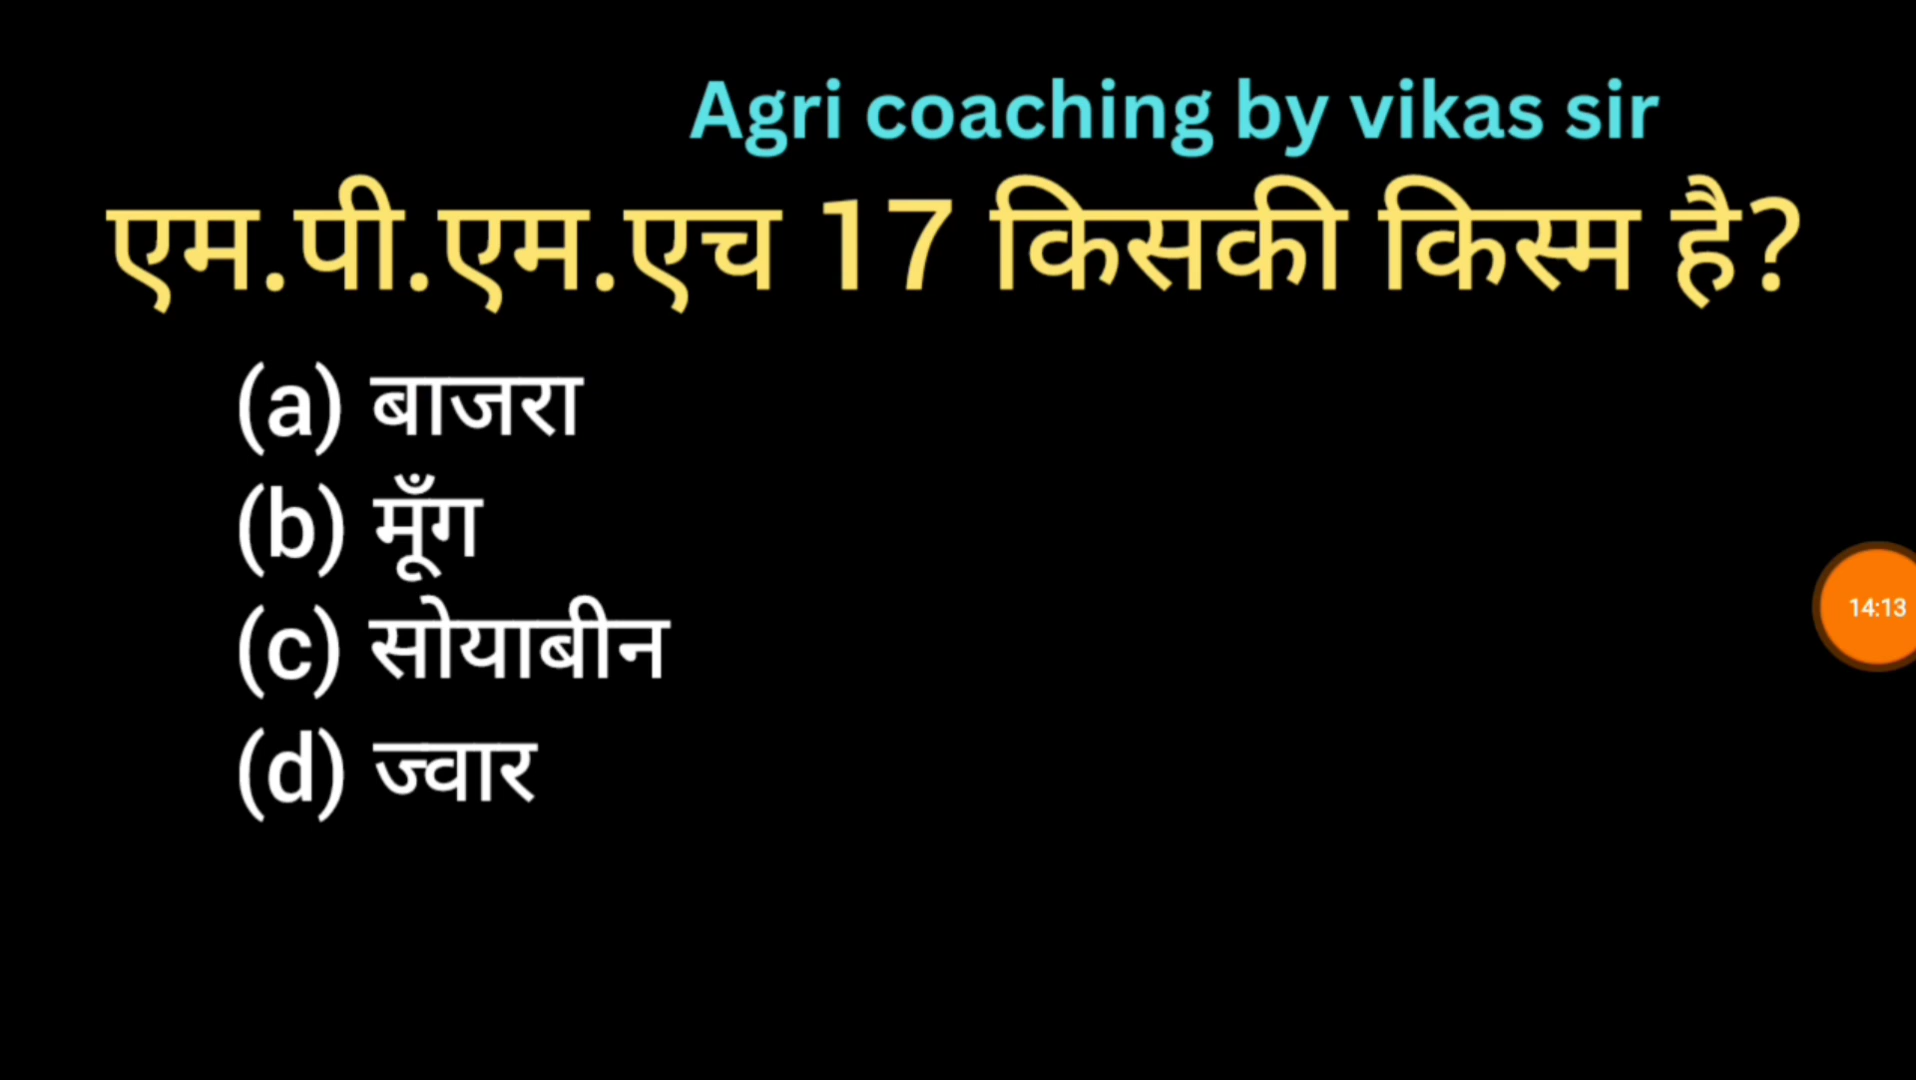 Agri coaching by vikas sir
एम.पी.एम.एच 17 किसकी किस्म है?
(a) बाजरा
(b) मूँग
(c) सोयाबीन
(d) ज्वार
14:13